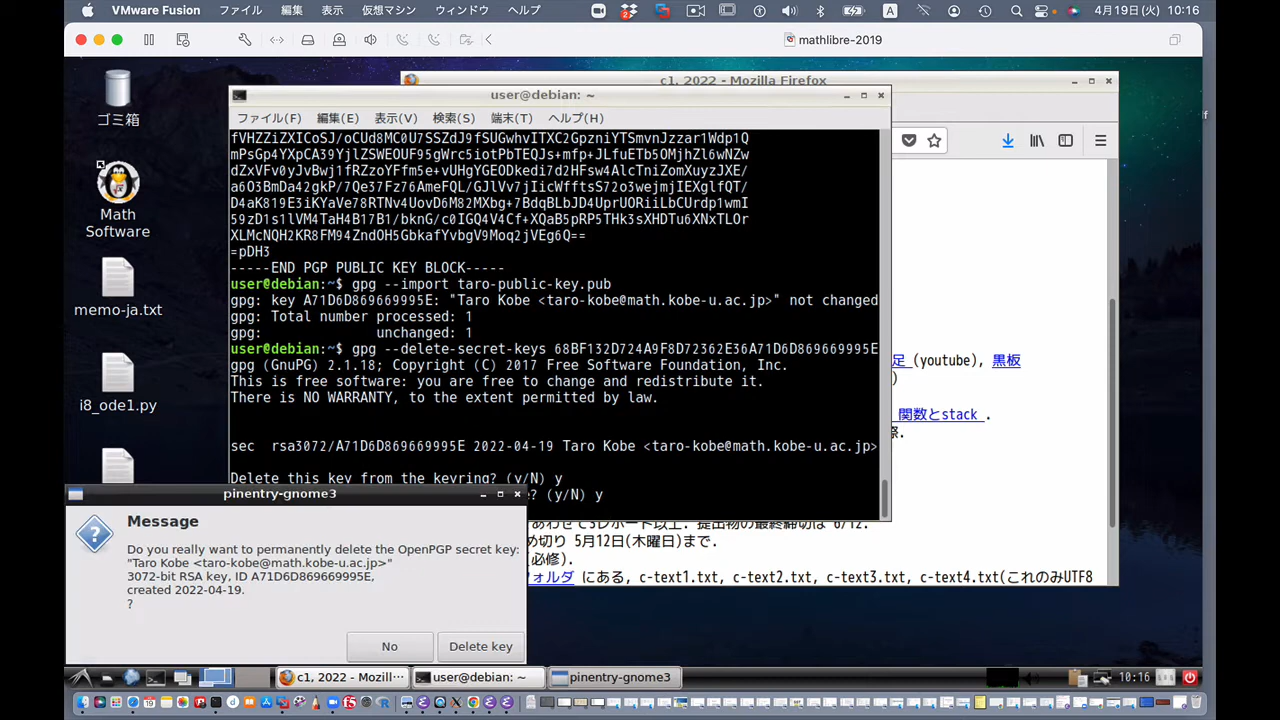 VMware Fusion ファイル 編集 表示 仮想マシン ウィンドウ ヘルプ A 4月19日(火) 10:16
mathlibre-2019
c1, 2022 - Mozilla Firefox
user@debian: ~
ファイル(F) 編集(E) 表示(V) 検索(S) 端末(T) ヘルプ(H)
ゴミ箱
Math
Software
memo-ja.txt
i8_ode1.py
fVHZZiZXICoSJ/oCUd8MC0U7SSZdJ9fSUGwhvITXC2GpzniYTSmvnJzzar1Wdp1Q
mPsGp4YXpCA39YjlZSWEOUF95gWrc5iotPbTEQJs+mfp+JLfuETb5OMjhZl6wNZw
dZxVFv0yjvBwj1fRZzoYFfm5e+vUHgYGEODkedi7d2HFsw4AlcTniZomXuyzJXE/
a6O3BmDa42gkP/7Qe37Fz76AmeFQL/GJlVv7jIicWfftsS72o3wejmjIEXglfQT/
D4aK819E3iKYaVe78RTNv4UovD6M82MXbg+7BdqBLbJD4UprUORiiLbCUrdp1wmI
59zD1s1lVM4TaH4B17B1/bknG/c0IGQ4V4Cf+XQaB5pRP5THk3sXHDTu6XNxTLOr
XLMcNQH2KR8FM94ZndOH5GbkafYvbgV9Moq2jVEg6Q==
=pDH3
-----END PGP PUBLIC KEY BLOCK-----
user@debian:~$ gpg --import taro-public-key.pub
gpg: key A71D6D869669995E: "Taro Kobe <taro-kobe@math.kobe-u.ac.jp>" not changed
gpg: Total number processed: 1
gpg: unchanged: 1
user@debian:~$ gpg --delete-secret-keys 68BF132D724A9F8D72362E36A71D6D869669995E
gpg (GnuPG) 2.1.18; Copyright (C) 2017 Free Software Foundation, Inc.
This is free software: you are free to change and redistribute it.
There is NO WARRANTY, to the extent permitted by law.
sec rsa3072/A71D6D869669995E 2022-04-19 Taro Kobe <taro-kobe@math.kobe-u.ac.jp>
Delete this key from the keyring? (y/N) y
? (y/N) y
足 (youtube), 黒板
)
関数とstack .
察.
あわせて3レポート以上. 提出物の最終締切は 6/12.
め切り 5月12日(木曜日)まで.
(必修).
ォルダ にある, c-text1.txt, c-text2.txt, c-text3.txt, c-text4.txt(これのみUTF8
pinentry-gnome3
Message
Do you really want to permanently delete the OpenPGP secret key:
"Taro Kobe <taro-kobe@math.kobe-u.ac.jp>"
3072-bit RSA key, ID A71D6D869669995E,
created 2022-04-19.
?
No Delete key
c1, 2022 - Mozill··· user@debian: ~ pinentry-gnome3 10:16